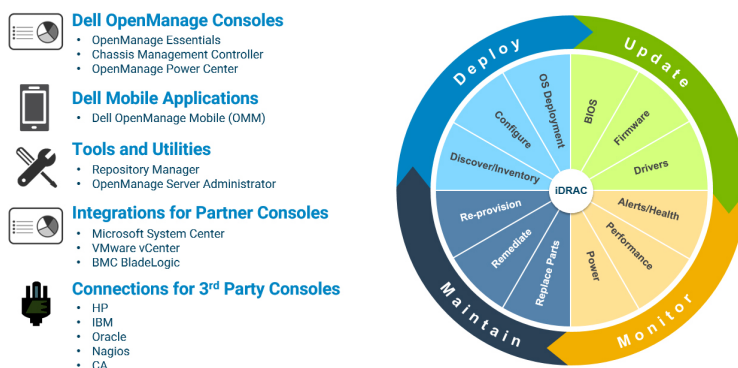 Dell OpenManage Consoles
• OpenManage Essentials
• Chassis Management Controller
• OpenManage Power Center
Dell Mobile Applications
• Dell OpenManage Mobile (OMM)
Tools and Utilities
• Repository Manager
• OpenManage Server Administrator
Integrations for Partner Consoles
• Microsoft System Center
• VMware vCenter
• BMC BladeLogic
Connections for 3rd Party Consoles
• HP
• IBM
• Oracle
• Nagios
• CA
Deploy
Discover/Inventory
Configure
OS Deployment
Update
BIOS
Firmware
Drivers
Monitor
Alerts/Health
Performance
Power
Maintain
Replace Parts
Remediate
Re-provision
iDRAC